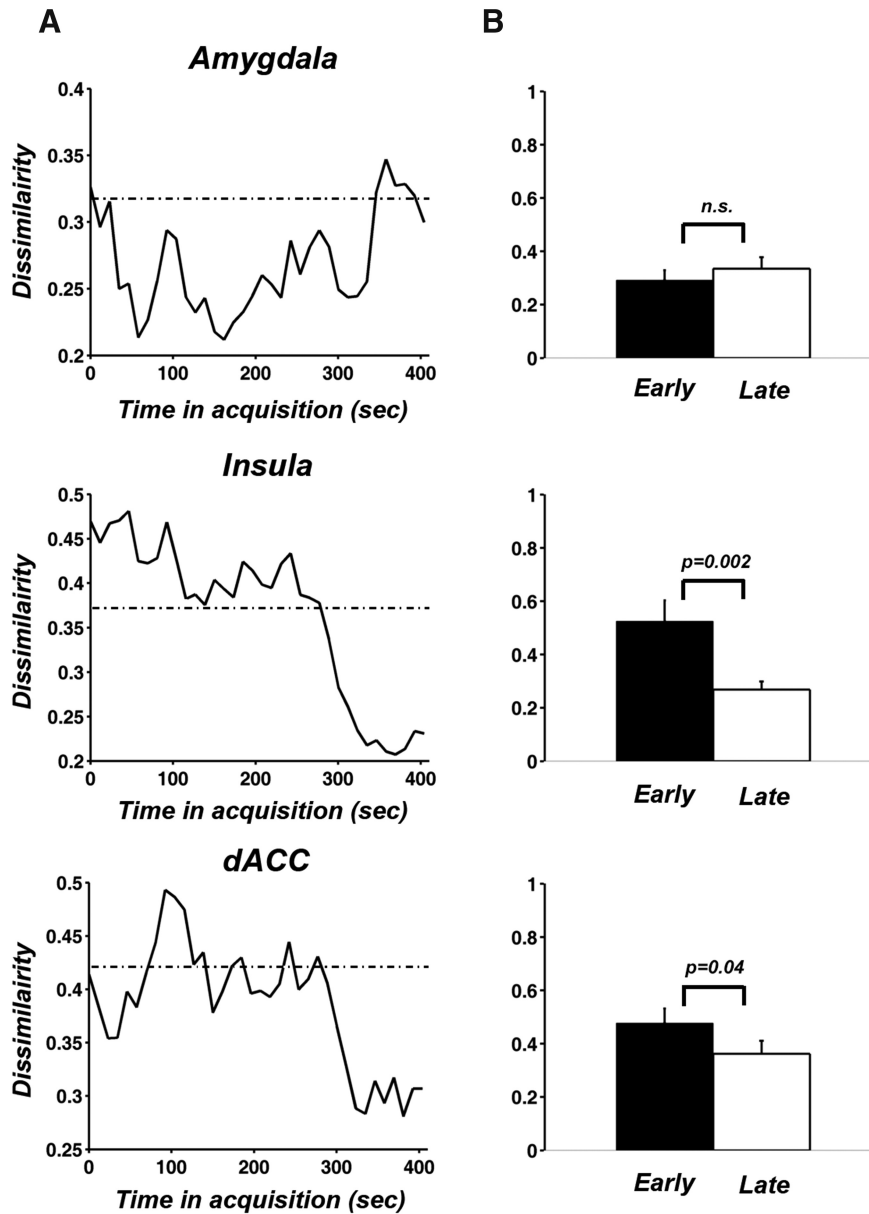 A
B
Amygdala
0.4
0.35
0.3
0.25
0.2
Dissimilairity
0 100 200 300 400
Time in acquisition (sec)
1
0.8
0.6
0.4
0.2
0
n.s.
Early Late
Insula
0.5
0.45
0.4
0.35
0.3
0.25
0.2
Dissimilairity
0 100 200 300 400
Time in acquisition (sec)
1
0.8
0.6
0.4
0.2
0
p=0.002
Early Late
dACC
0.5
0.45
0.4
0.35
0.3
0.25
Dissimilairity
0 100 200 300 400
Time in acquisition (sec)
1
0.8
0.6
0.4
0.2
0
p=0.04
Early Late